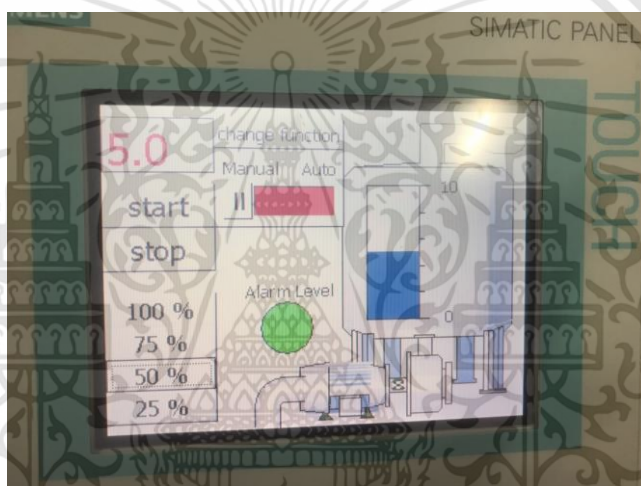 SIMATIC PANEL
TOUCH
5.0
change function
Manual Auto
start
stop
Alarm Level
100 %
75 %
50 %
25 %
10
0